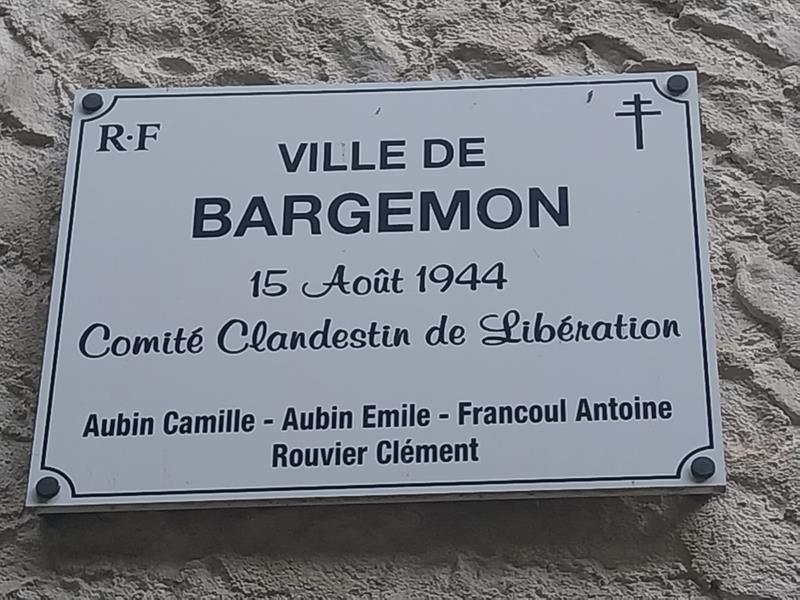 R·F
VILLE DE
BARGEMON
15 Août 1944
Comité Clandestin de Libération
Aubin Camille - Aubin Emile - Francoul Antoine
Rouvier Clément